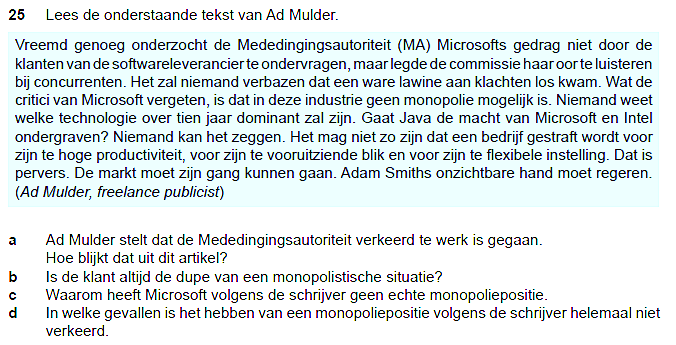 25 Lees de onderstaande tekst van Ad Mulder.
Vreemd genoeg onderzocht de Mededingingsautoriteit (MA) Microsofts gedrag niet door de
klanten van de softwareleverancier te ondervragen, maar legde de commissie haar oor te luisteren
bij concurrenten. Het zal niemand verbazen dat een ware lawine aan klachten los kwam. Wat de
critici van Microsoft vergeten, is dat in deze industrie geen monopolie mogelijk is. Niemand weet
welke technologie over tien jaar dominant zal zijn. Gaat Java de macht van Microsoft en Intel
ondergraven? Niemand kan het zeggen. Het mag niet zo zijn dat een bedrijf gestraft wordt voor
zijn te hoge productiviteit, voor zijn te vooruitziende blik en voor zijn te flexibele instelling. Dat is
pervers. De markt moet zijn gang kunnen gaan. Adam Smiths onzichtbare hand moet regeren.
(Ad Mulder, freelance publicist)
a Ad Mulder stelt dat de Mededingingsautoriteit verkeerd te werk is gegaan.
Hoe blijkt dat uit dit artikel?
b Is de klant altijd de dupe van een monopolistische situatie?
c Waarom heeft Microsoft volgens de schrijver geen echte monopoliepositie.
d In welke gevallen is het hebben van een monopoliepositie volgens de schrijver helemaal niet
verkeerd.